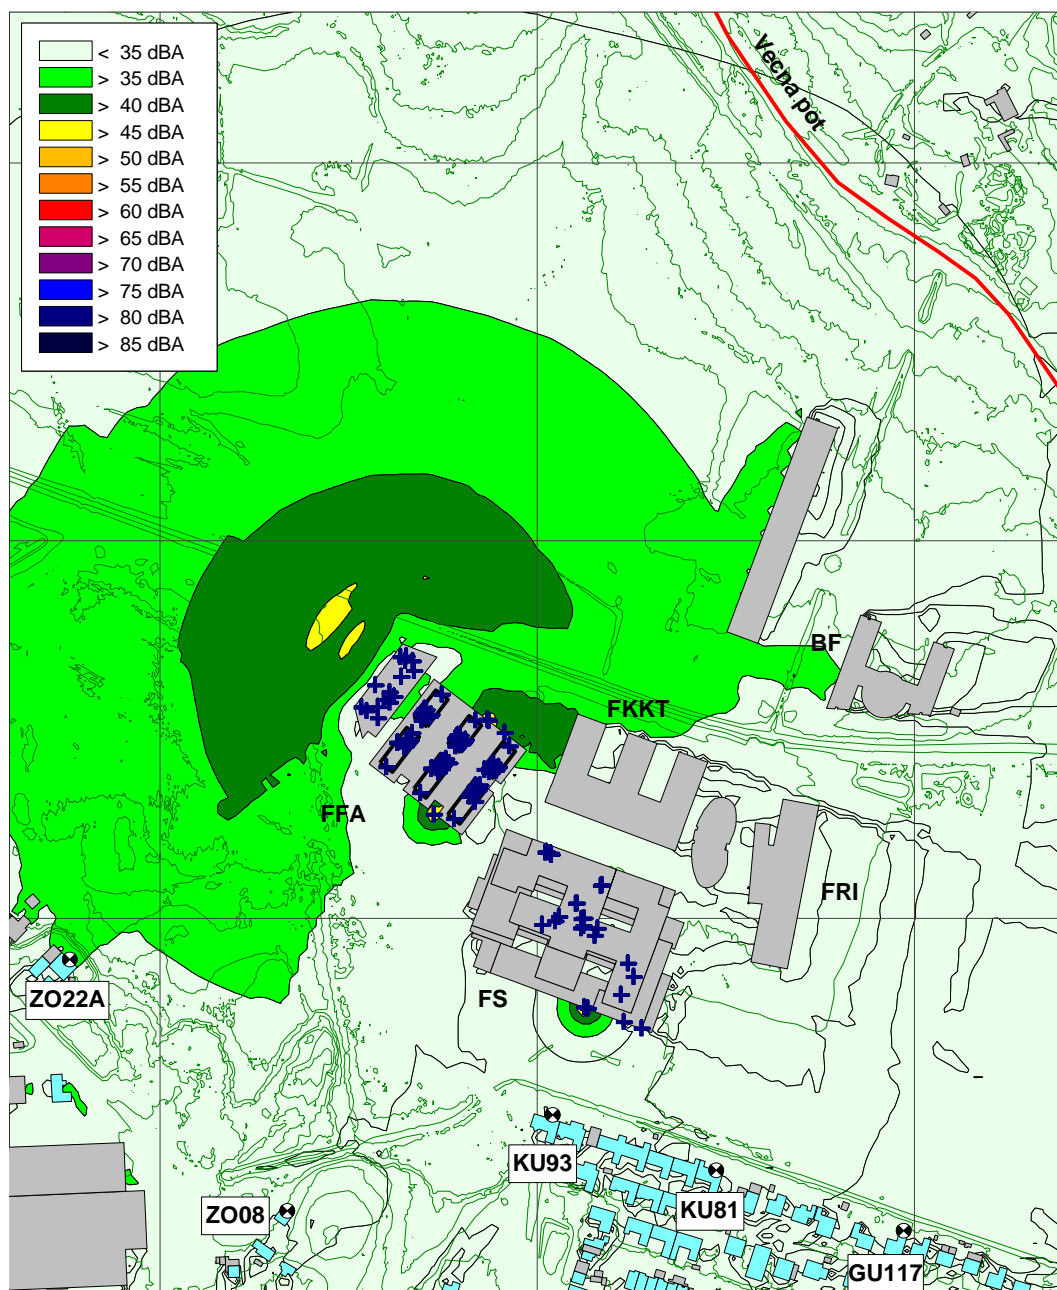 < 35 dBA
> 35 dBA
> 40 dBA
> 45 dBA
> 50 dBA
> 55 dBA
> 60 dBA
> 65 dBA
> 70 dBA
> 75 dBA
> 80 dBA
> 85 dBA
Vecna pot
BF
FKKT
FFA
FRI
FS
ZO22A
KU93
ZO08
KU81
GU117